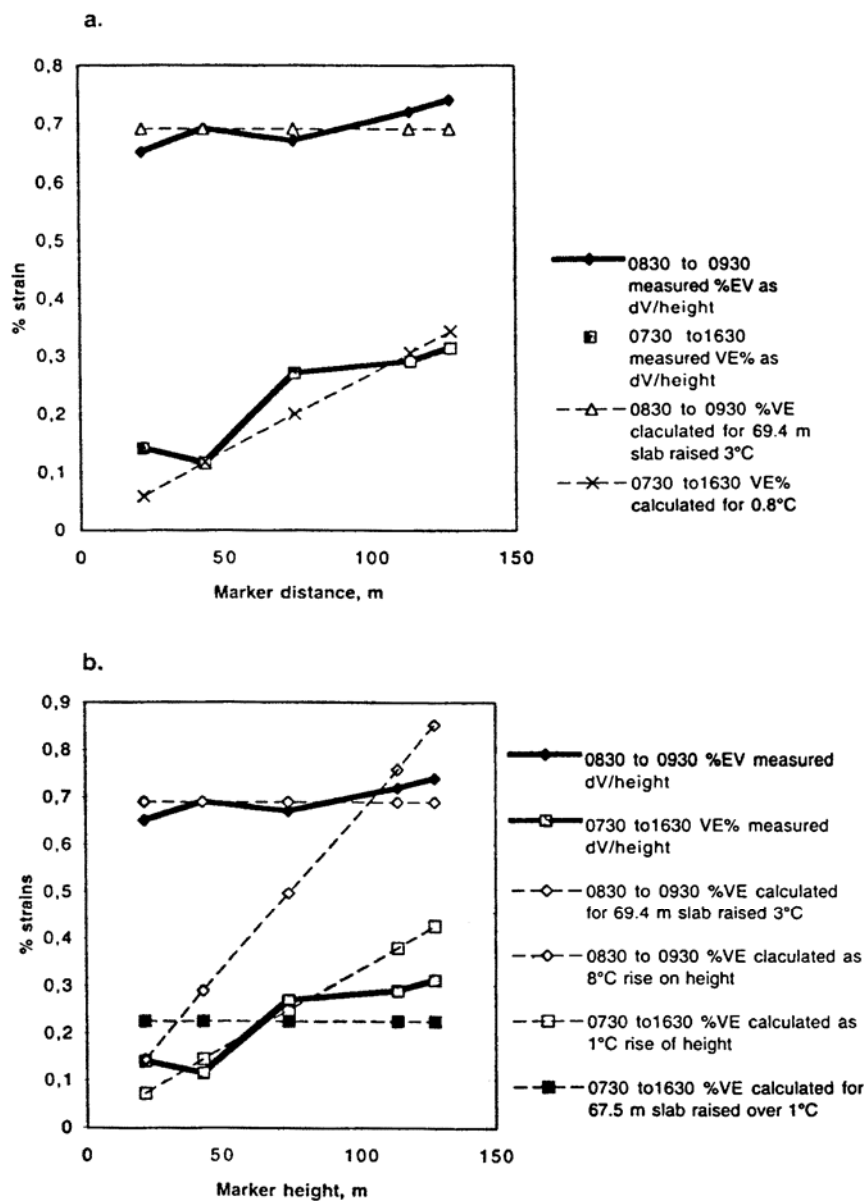 a.
0,8
0,7
0,6
0,5
0,4
0,3
0,2
0,1
0
% strain
0
50
100
150
Marker distance, m
0830 to 0930
measured %EV as
dV/height
0730 to1630
measured VE% as
dV/height
0830 to 0930 %VE
claculated for 69.4 m
slab raised 3°C
0730 to1630 VE%
calculated for 0.8°C
b.
0,9
0,8
0,7
0,6
0,5
0,4
0,3
0,2
0,1
0
% strains
0
50
100
150
Marker height, m
0830 to 0930 %EV measured
dV/height
0730 to1630 VE% measured
dV/height
0830 to 0930 %VE calculated
for 69.4 m slab raised 3°C
0830 to 0930 %VE claculated as
8°C rise on height
0730 to1630 %VE calculated as
1°C rise of height
0730 to1630 %VE calculated for
67.5 m slab raised over 1°C